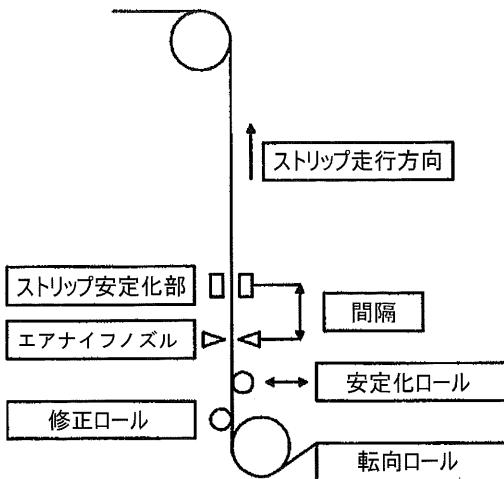 ストリップ走行方向
ストリップ安定化部
間隔
エアナイフノズル
安定化ロール
修正ロール
転向ロール